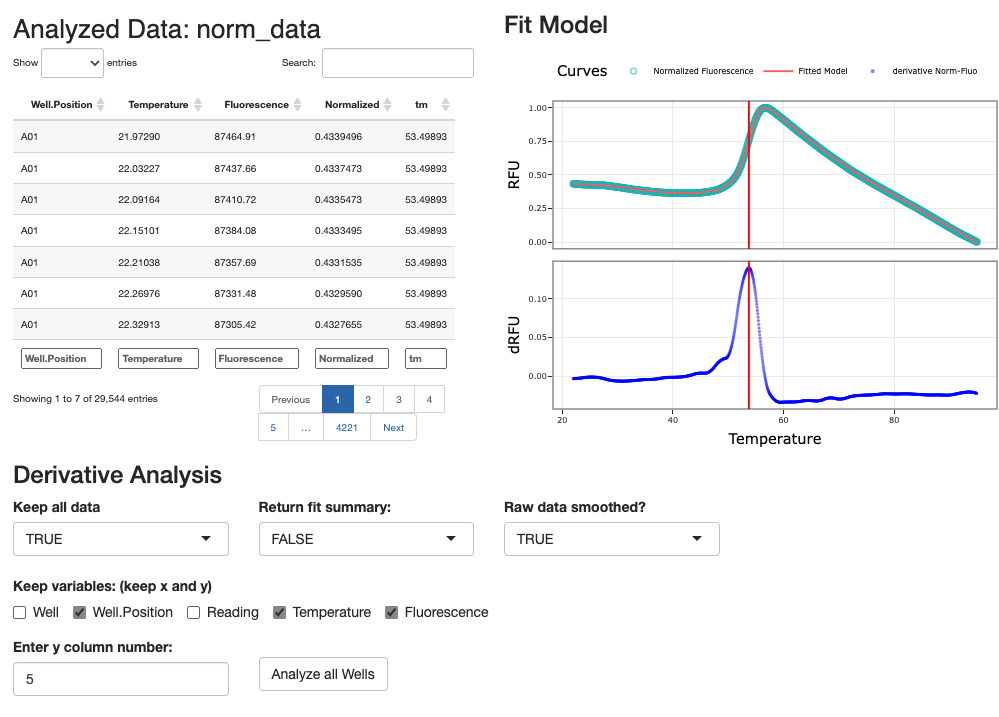 Analyzed Data: norm_data
Show entries Search:
Well.Position Temperature Fluorescence Normalized tm
A01 21.97290 87464.91 0.4339496 53.49893
A01 22.03227 87437.66 0.4337473 53.49893
A01 22.09164 87410.72 0.4335473 53.49893
A01 22.15101 87384.08 0.4333495 53.49893
A01 22.21038 87357.69 0.4331535 53.49893
A01 22.26976 87331.48 0.4329590 53.49893
A01 22.32913 87305.42 0.4327655 53.49893
Well.Position Temperature Fluorescence Normalized tm
Showing 1 to 7 of 29,544 entries
Previous 1 2 3 4
5 … 4221 Next
Fit Model
Curves Normalized Fluorescence Fitted Model derivative Norm-Fluo
1.00
0.75
0.50
0.25
0.00
RFU
0.10
0.05
0.00
dRFU
20 40 60 80
Temperature
Derivative Analysis
Keep all data Return fit summary: Raw data smoothed?
TRUE FALSE TRUE
Keep variables: (keep x and y)
Well Well.Position Reading Temperature Fluorescence
Enter y column number:
5 Analyze all Wells